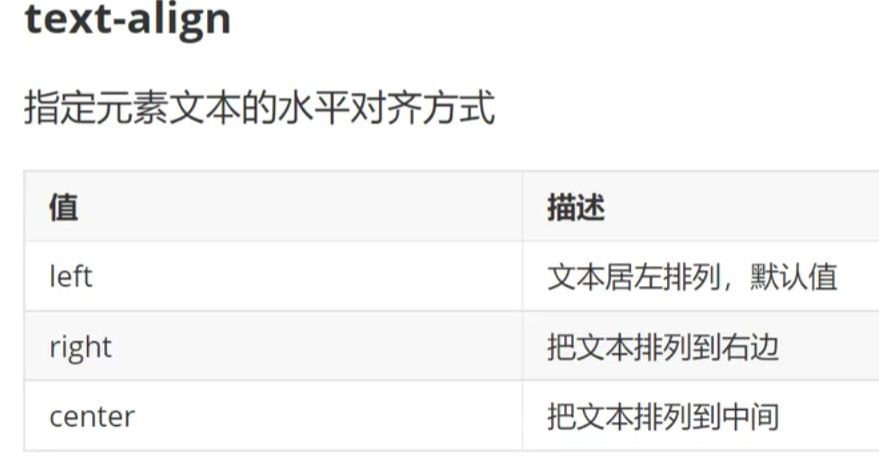 text-align
指定元素文本的水平对齐方式
值 描述
left 文本居左排列，默认值
right 把文本排列到右边
center 把文本排列到中间